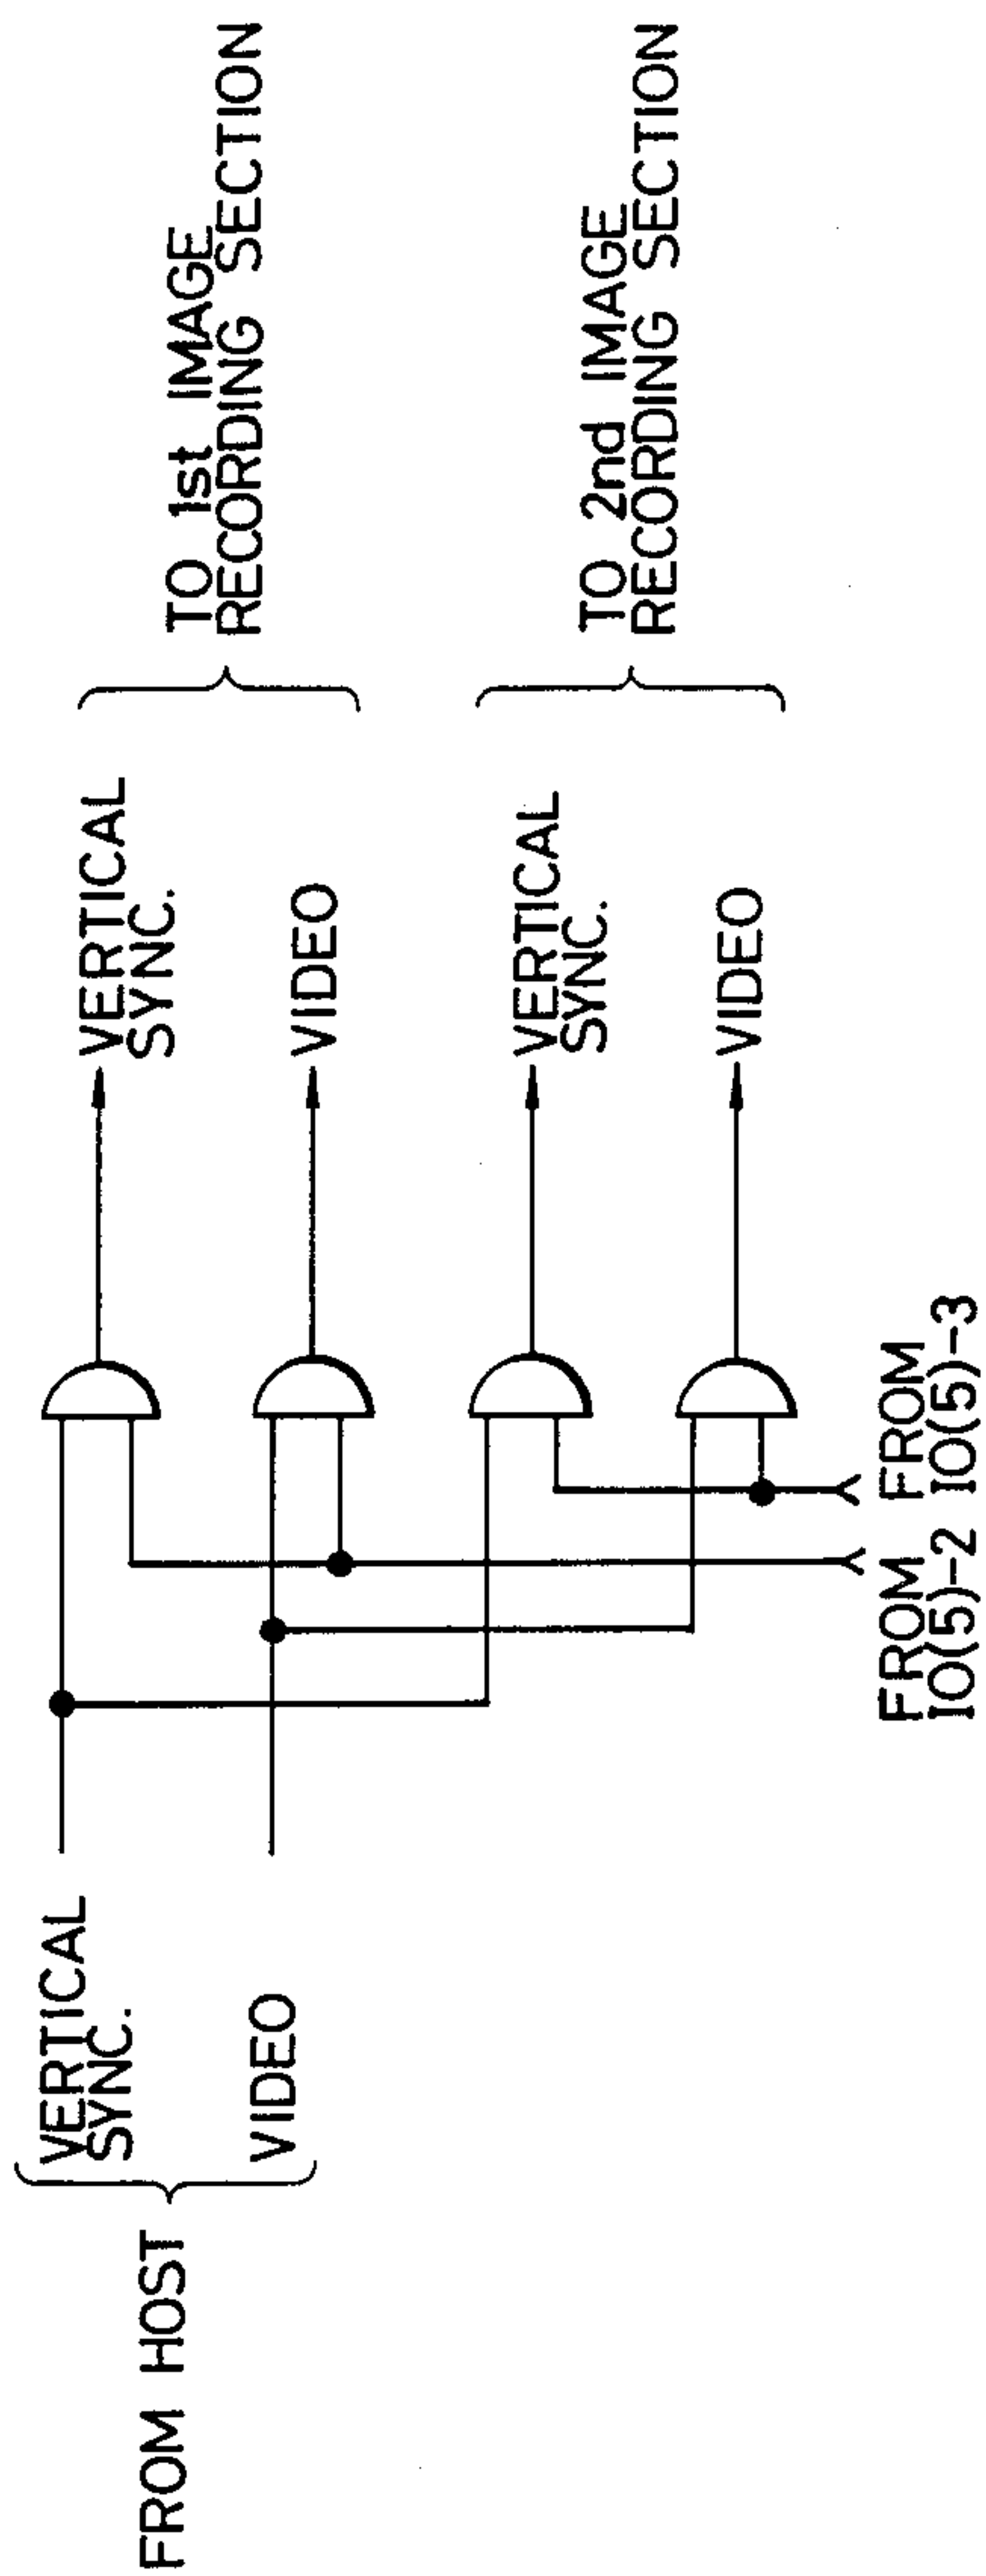 FROM HOST
VERTICAL
SYNC.
VIDEO
VERTICAL
SYNC.
VIDEO
TO 1st IMAGE
RECORDING SECTION
VERTICAL
SYNC.
VIDEO
TO 2nd IMAGE
RECORDING SECTION
FROM
IO(5)-2
FROM
IO(5)-3